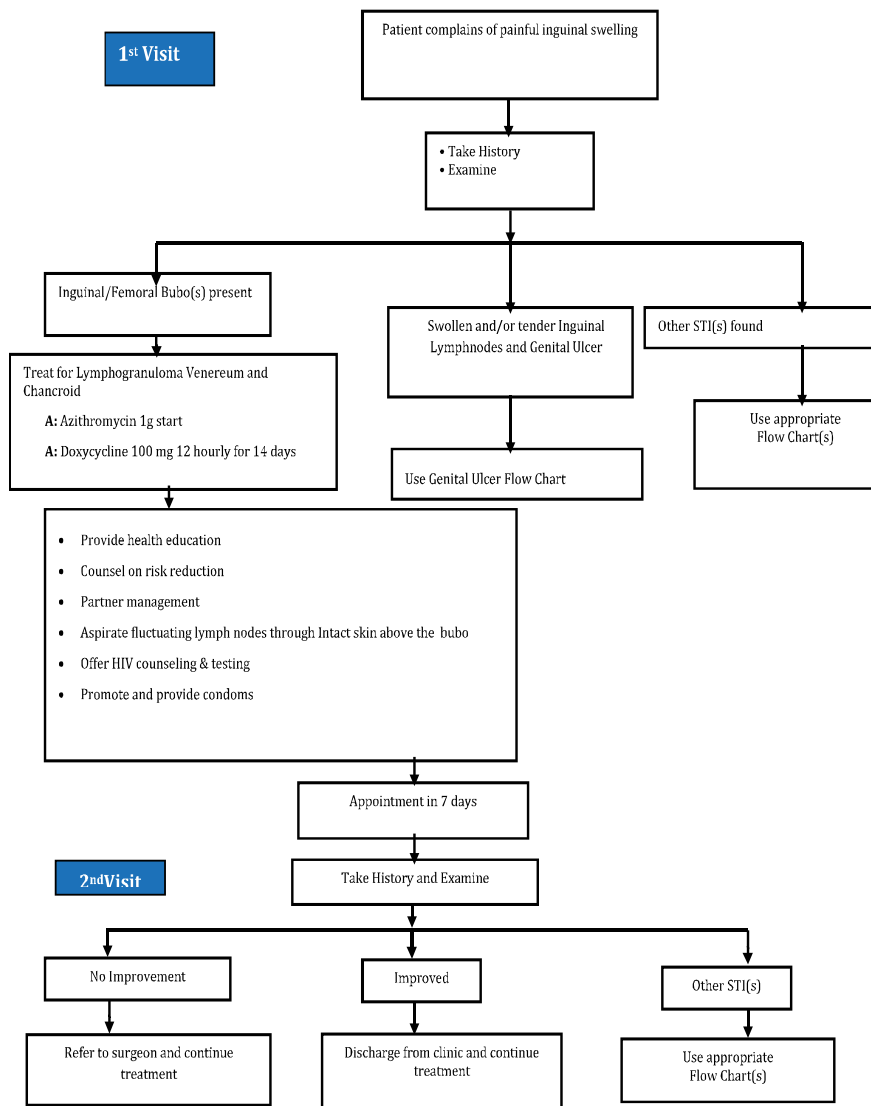 1st Visit
Patient complains of painful inguinal swelling
• Take History
• Examine
Inguinal/Femoral Bubo(s) present
Swollen and/or tender Inguinal
Lymphnodes and Genital Ulcer
Other STI(s) found
Treat for Lymphogranuloma Venereum and
Chancroid
A: Azithromycin 1g start
A: Doxycycline 100 mg 12 hourly for 14 days
Use Genital Ulcer Flow Chart
Use appropriate
Flow Chart(s)
• Provide health education
• Counsel on risk reduction
• Partner management
• Aspirate fluctuating lymph nodes through Intact skin above the bubo
• Offer HIV counseling & testing
• Promote and provide condoms
Appointment in 7 days
2ndVisit
Take History and Examine
No Improvement
Improved
Other STI(s)
Refer to surgeon and continue
treatment
Discharge from clinic and continue
treatment
Use appropriate
Flow Chart(s)